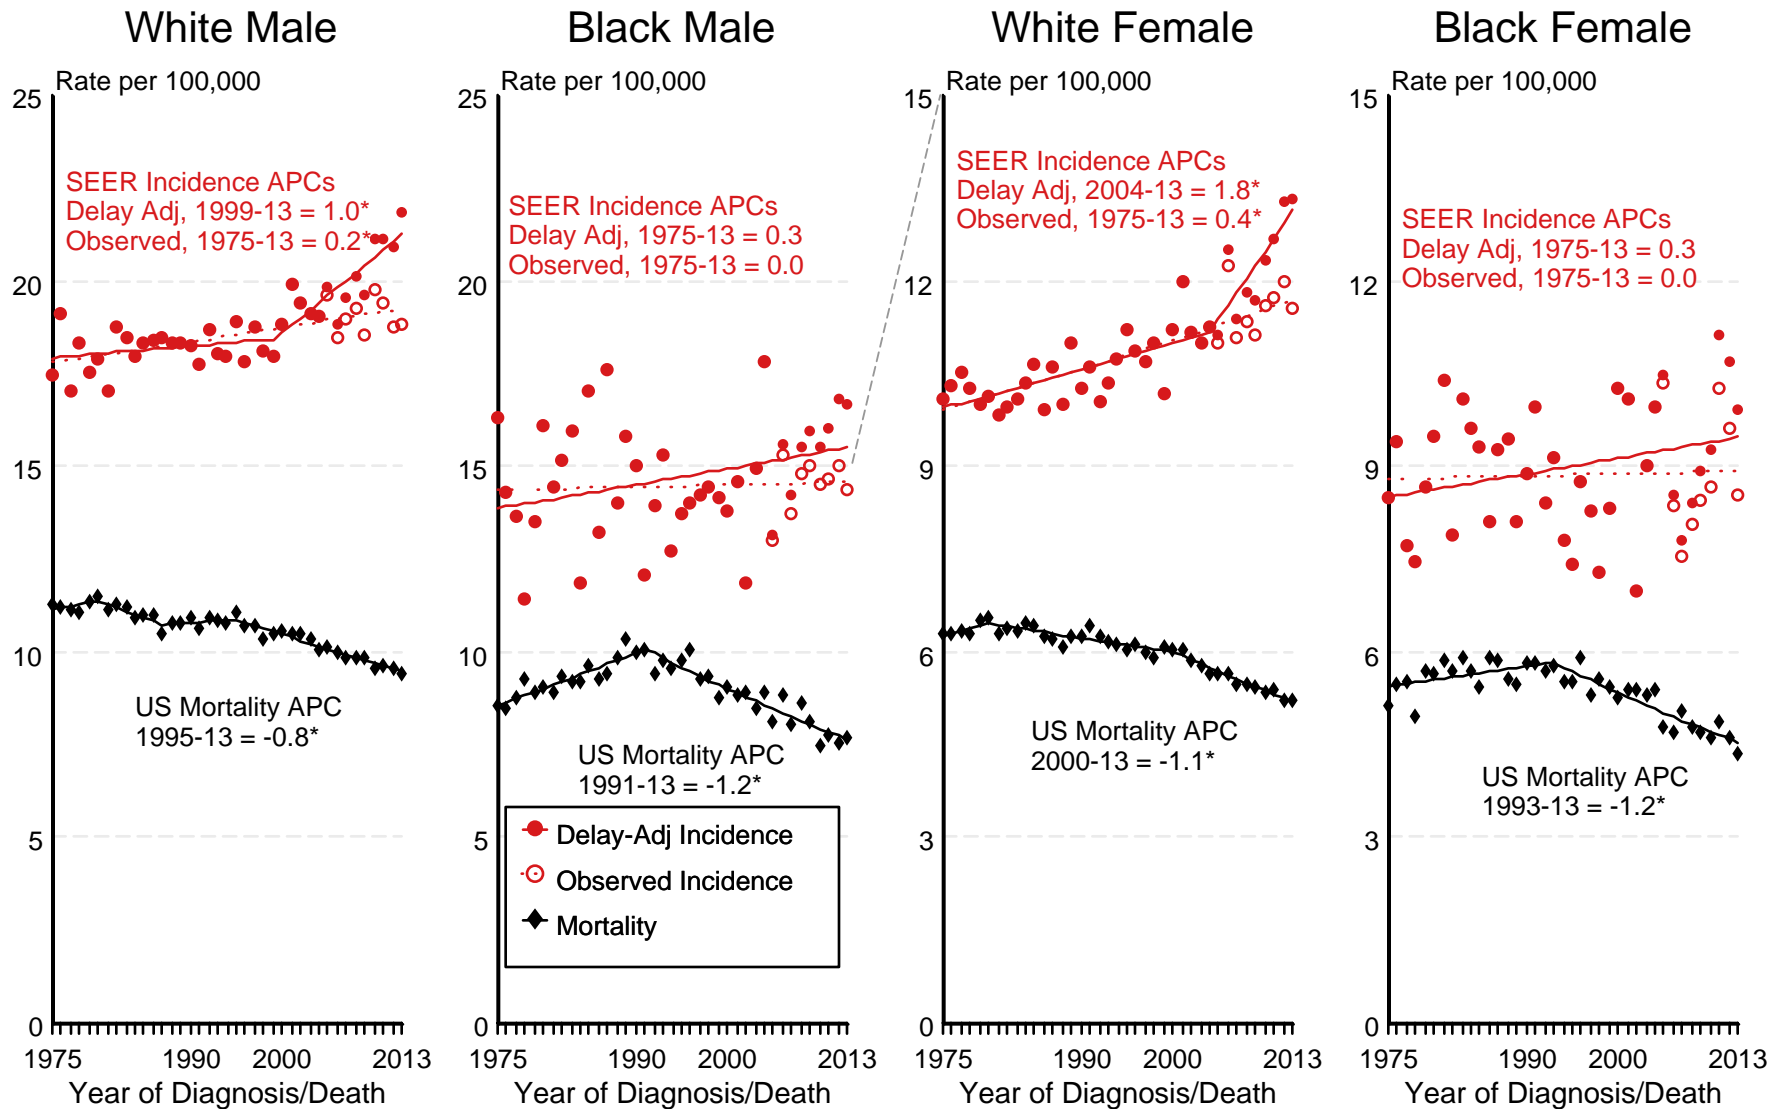 White Male
Rate per 100,000
25
20
15
10
5
0
SEER Incidence APCs
Delay Adj, 1999-13 = 1.0*
Observed, 1975-13 = 0.2*
US Mortality APC
1995-13 = -0.8*
1975 1990 2000 2013
Year of Diagnosis/Death
Black Male
Rate per 100,000
25
20
15
10
5
0
SEER Incidence APCs
Delay Adj, 1975-13 = 0.3
Observed, 1975-13 = 0.0
US Mortality APC
1991-13 = -1.2*
Delay-Adj Incidence
Observed Incidence
Mortality
1975 1990 2000 2013
Year of Diagnosis/Death
White Female
Rate per 100,000
15
12
9
6
3
0
SEER Incidence APCs
Delay Adj, 2004-13 = 1.8*
Observed, 1975-13 = 0.4*
US Mortality APC
2000-13 = -1.1*
1975 1990 2000 2013
Year of Diagnosis/Death
Black Female
Rate per 100,000
15
12
9
6
3
0
SEER Incidence APCs
Delay Adj, 1975-13 = 0.3
Observed, 1975-13 = 0.0
US Mortality APC
1993-13 = -1.2*
1975 1990 2000 2013
Year of Diagnosis/Death